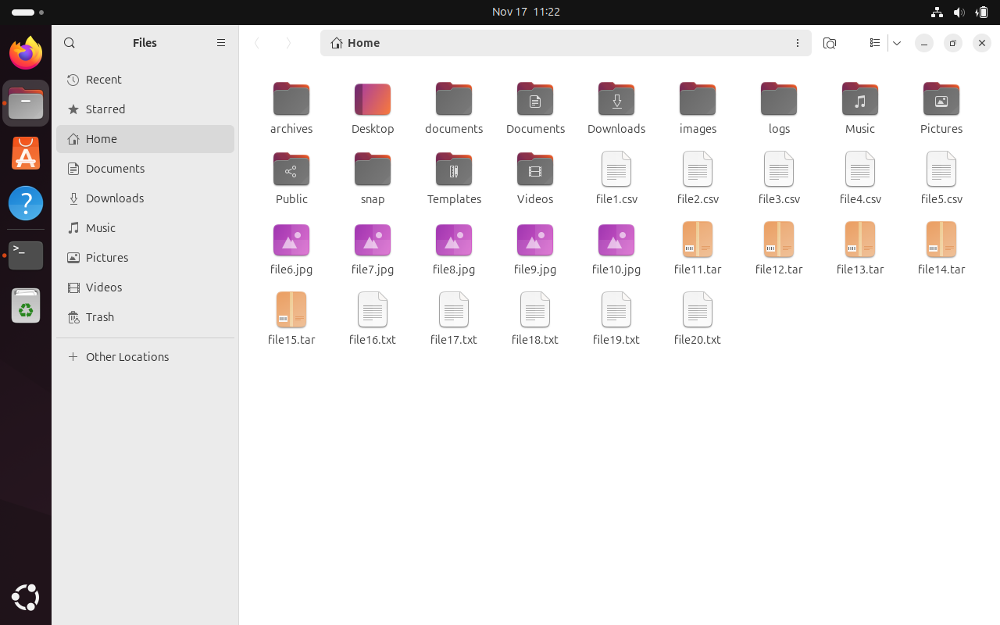 Nov 17 11:22
Files
Home
Recent
Starred
Home
Documents
Downloads
Music
Pictures
Videos
Trash
Other Locations
archives
Desktop
documents
Documents
Downloads
images
logs
Music
Pictures
Public
snap
Templates
Videos
file1.csv
file2.csv
file3.csv
file4.csv
file5.csv
file6.jpg
file7.jpg
file8.jpg
file9.jpg
file10.jpg
file11.tar
file12.tar
file13.tar
file14.tar
file15.tar
file16.txt
file17.txt
file18.txt
file19.txt
file20.txt